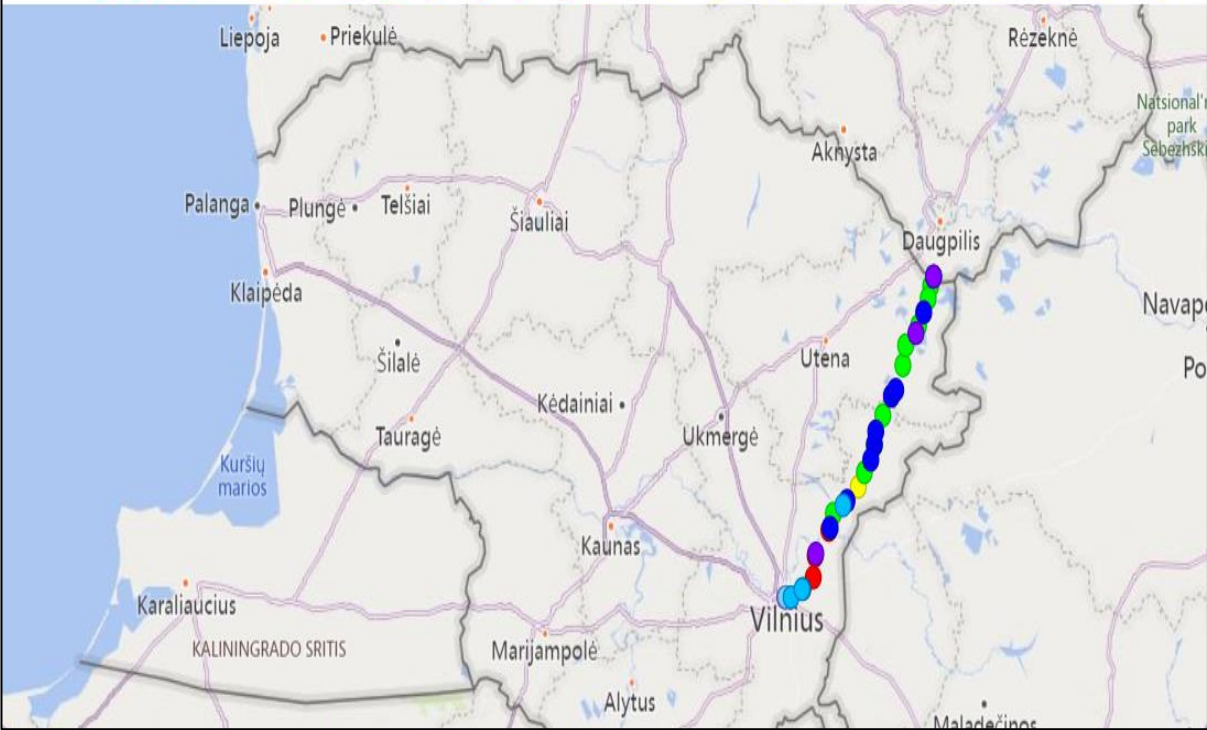 Liepoja
Priekulė
Rėzeknė
Natsional'n
park
Sebezhski
Aknysta
Palanga
Plungė
Telšiai
Šiauliai
Daugpilis
Klaipėda
Navapo
Šilalė
Utena
Po
Kėdainiai
Tauragė
Ukmergė
Kuršių
marios
Kaunas
Karaliaucius
Vilnius
KALININGRADO SRITIS
Marijampolė
Alytus
Maladečinos